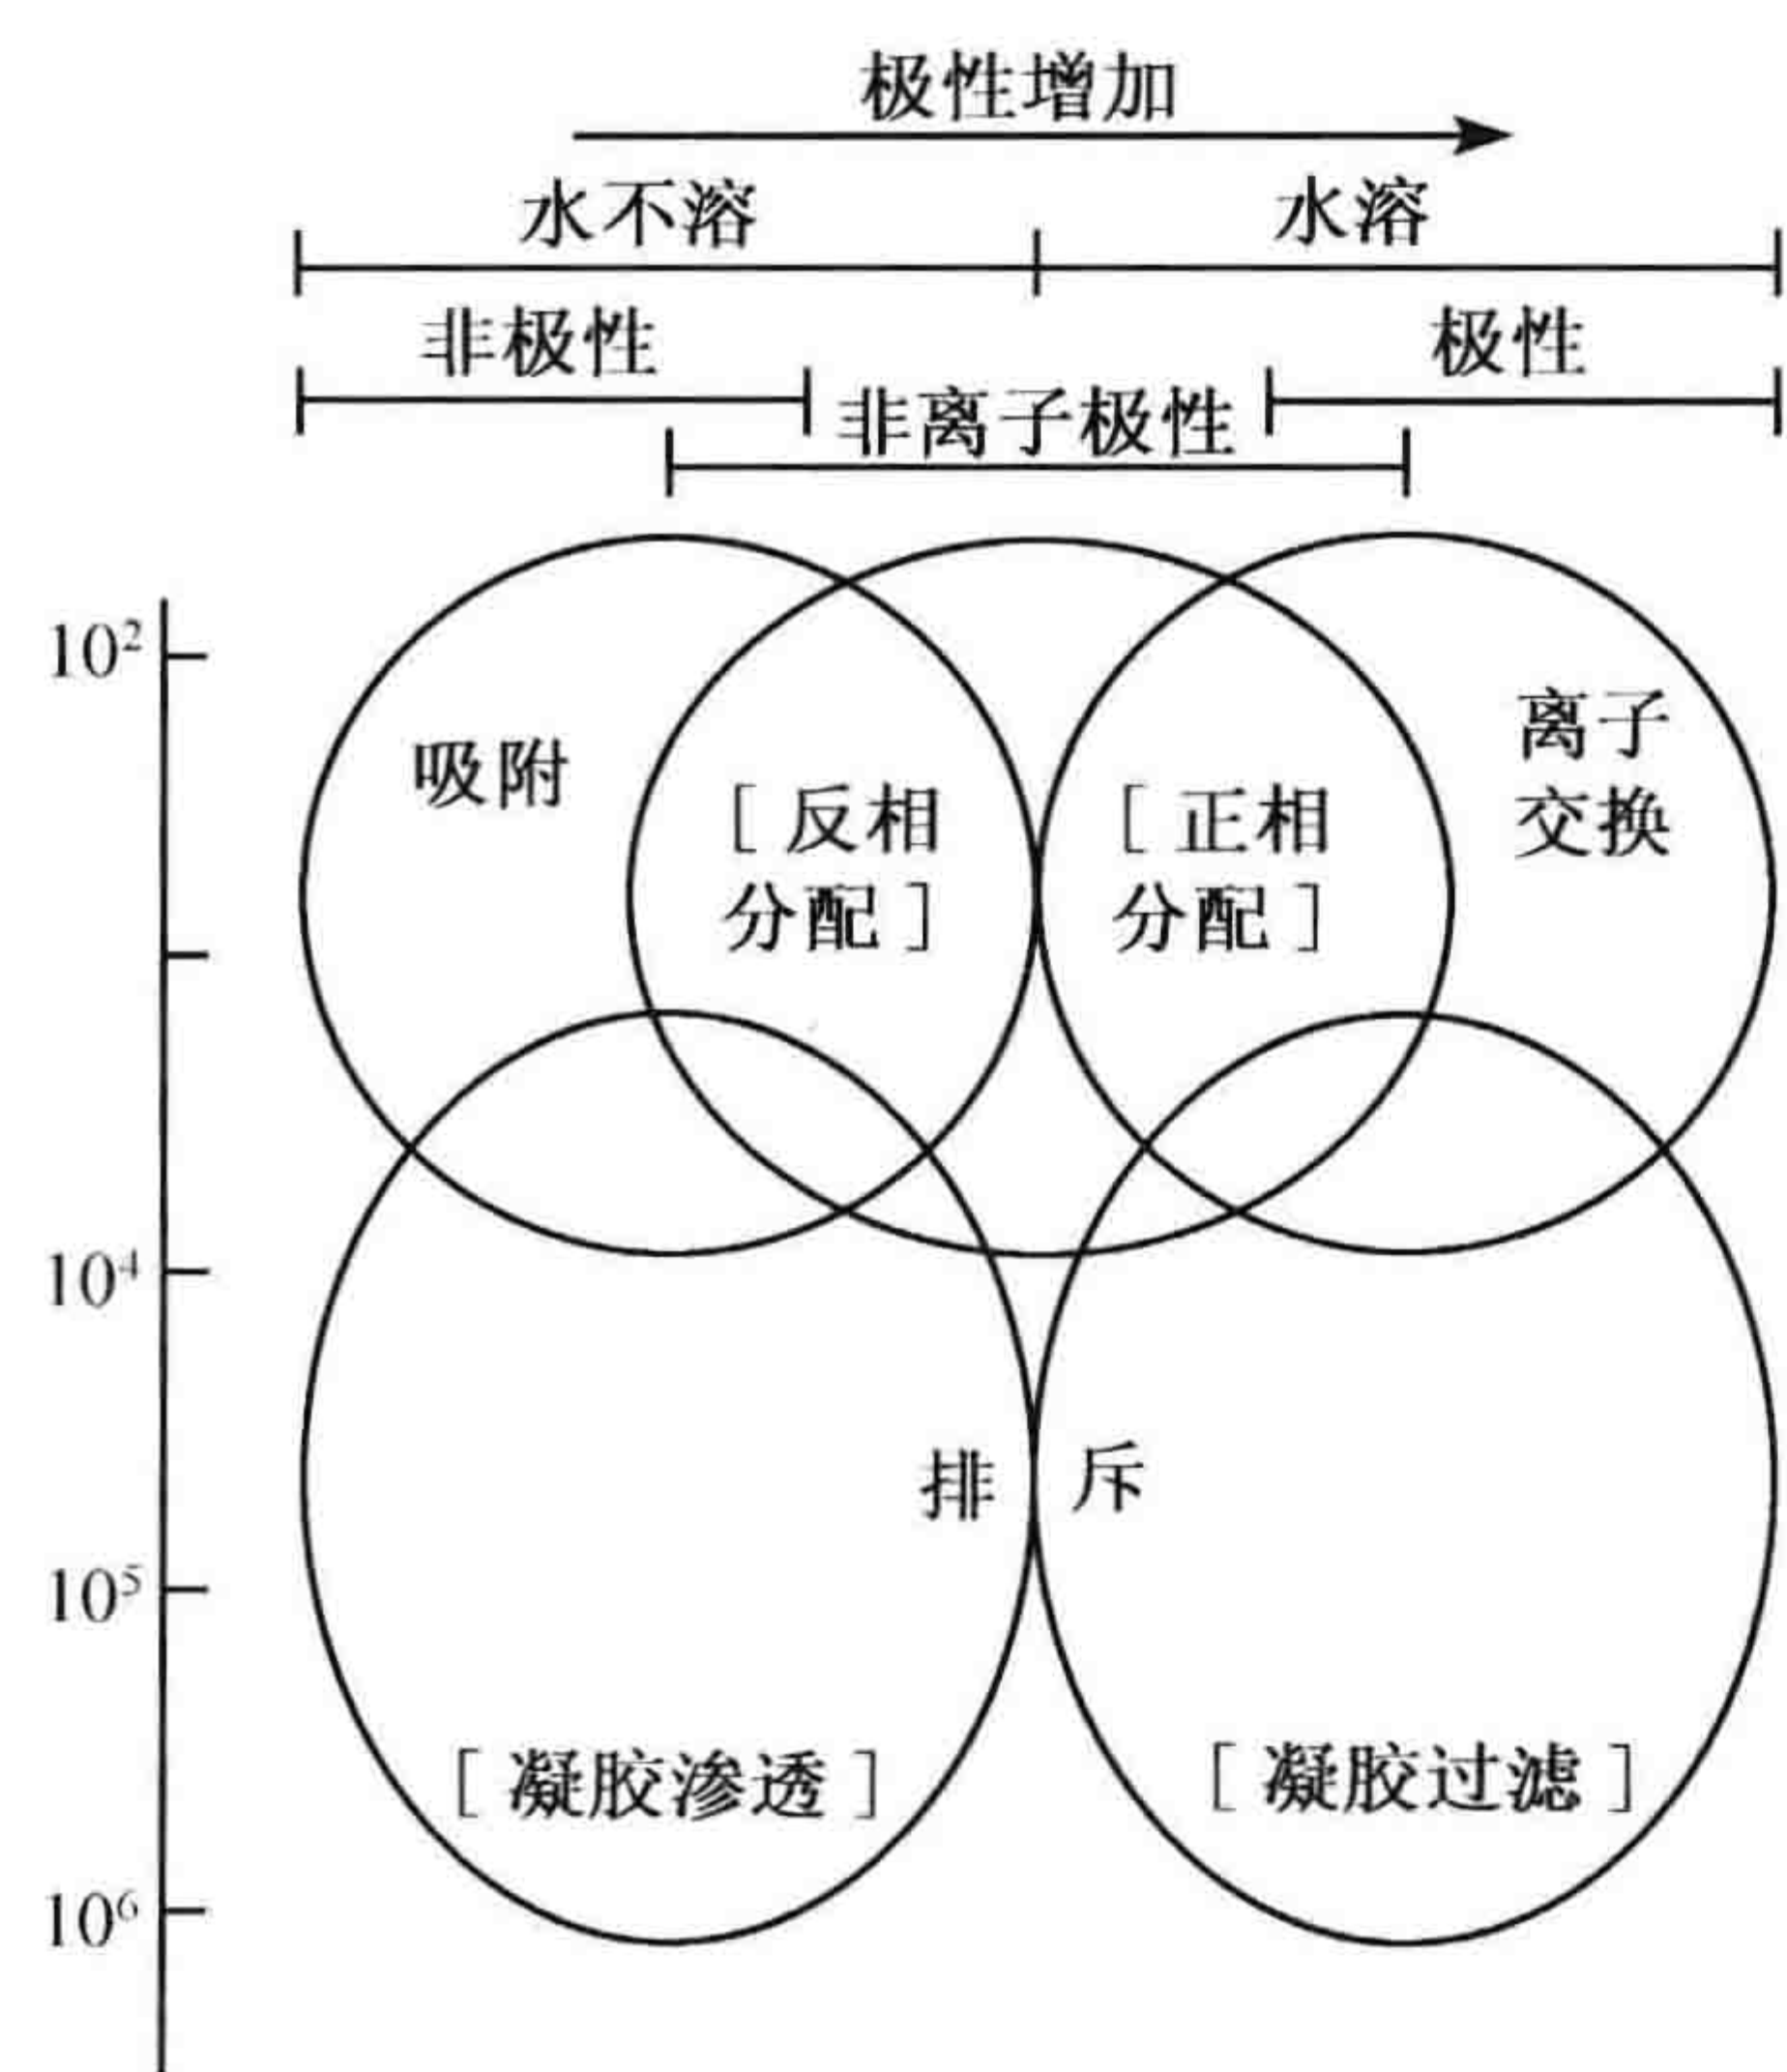 极性增加
水不溶 水溶
非极性 极性
非离子极性
10²
离子
吸附
[反相 [正相 交换
分配] 分配]
10⁴
排 斥
10⁵
[凝胶渗透] [凝胶过滤]
10⁶